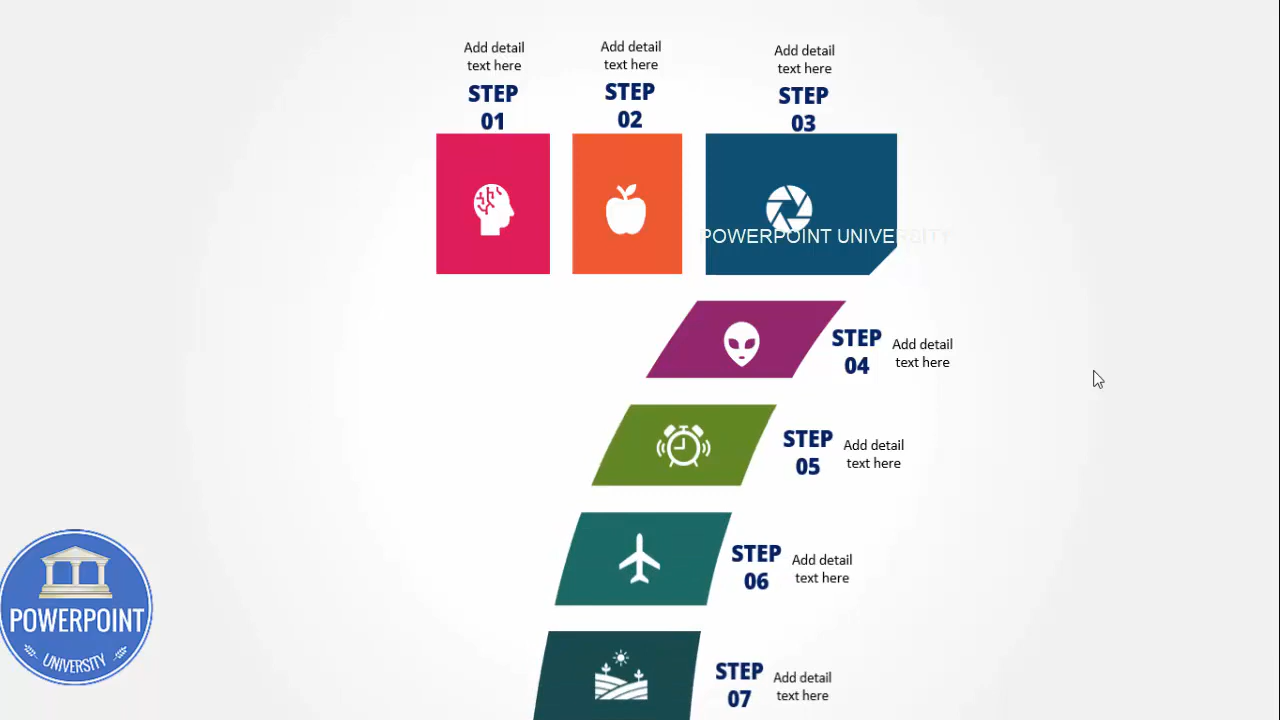 Add detail
text here
STEP
01
Add detail
text here
STEP
02
Add detail
text here
STEP
03
POWERPOINT UNIVERSITY
STEP
04
Add detail
text here
STEP
05
Add detail
text here
STEP
06
Add detail
text here
STEP
07
Add detail
text here
POWERPOINT
UNIVERSITY